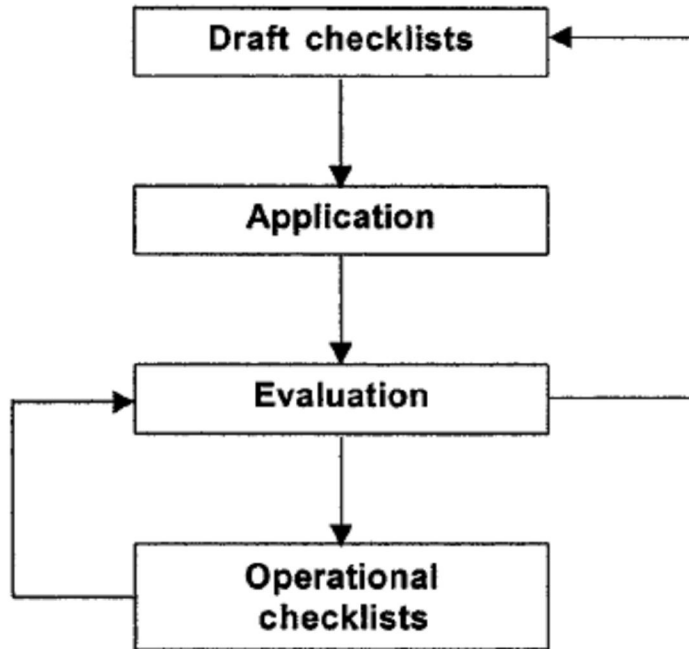 Draft checklists
Application
Evaluation
Operational
checklists